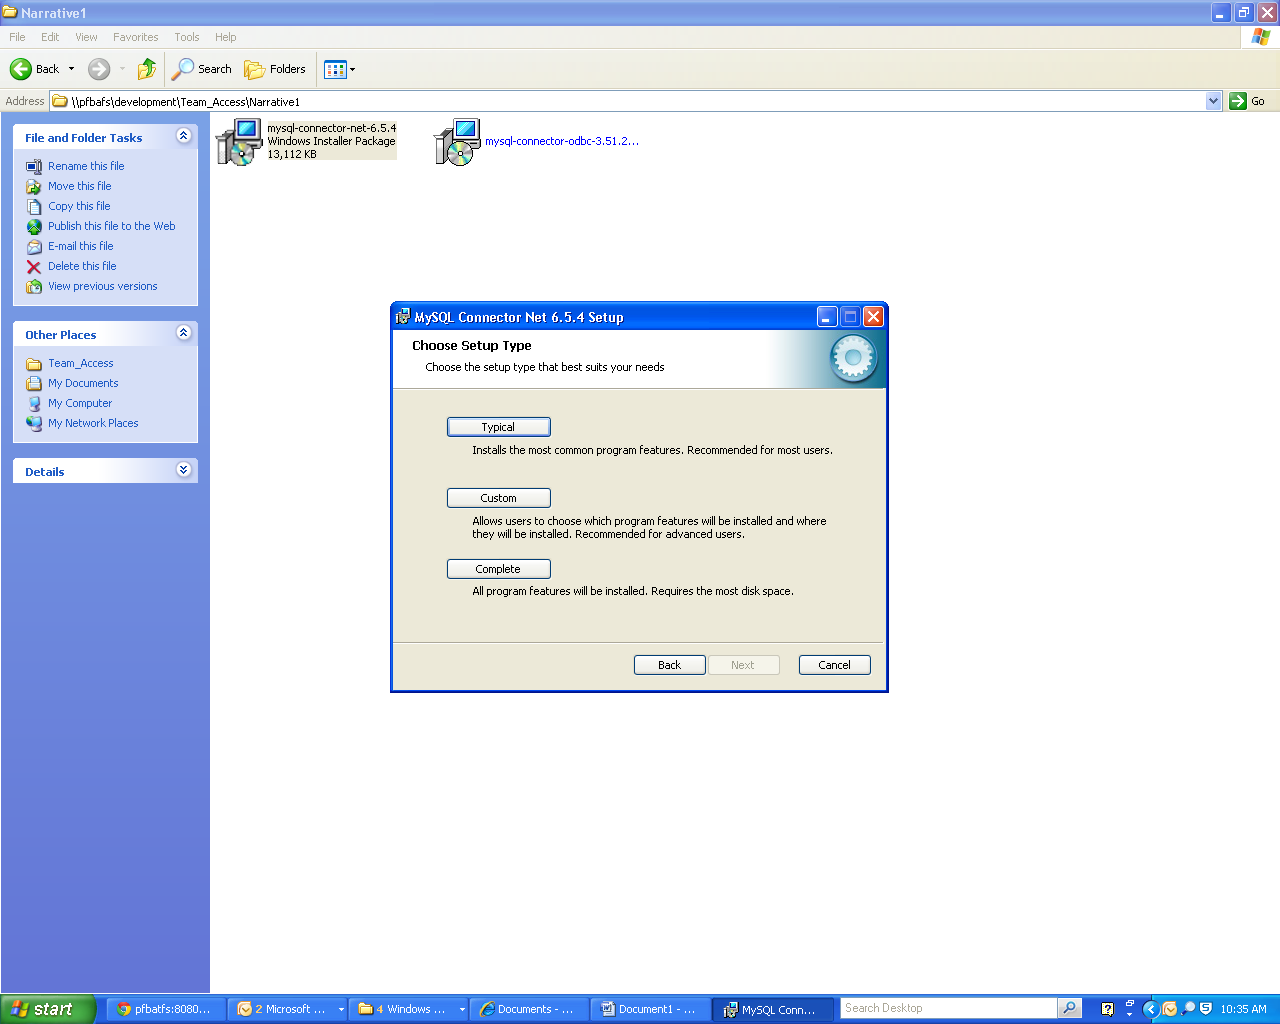 Narrative1
File Edit View Favorites Tools Help
Back Search Folders
Address \\pfbafs\development\Team_Access\Narrative1 Go
File and Folder Tasks
Rename this file
Move this file
Copy this file
Publish this file to the Web
E-mail this file
Delete this file
View previous versions
Other Places
Team_Access
My Documents
My Computer
My Network Places
Details
mysql-connector-net-6.5.4
Windows Installer Package
13,112 KB
mysql-connector-odbc-3.51.2...
MySQL Connector Net 6.5.4 Setup
Choose Setup Type
Choose the setup type that best suits your needs
Typical
Installs the most common program features. Recommended for most users.
Custom
Allows users to choose which program features will be installed and where
they will be installed. Recommended for advanced users.
Complete
All program features will be installed. Requires the most disk space.
Back Next Cancel
start pfbatfs:8080... 2 Microsoft ... 4 Windows ... Documents - ... Document1 - ... MySQL Conn... Search Desktop 10:35 AM